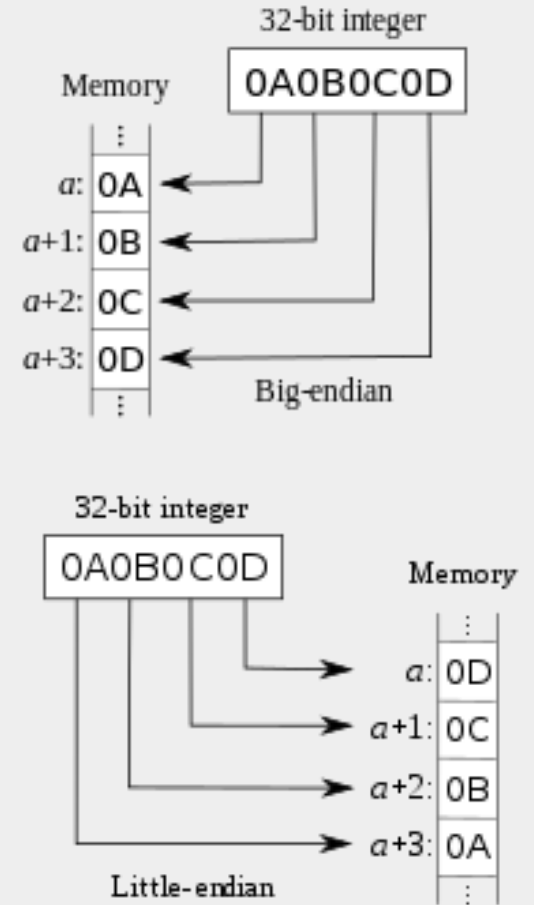 32-bit integer
0A0B0C0D
Memory
⋮
a: 0A
a+1: 0B
a+2: 0C
a+3: 0D
⋮
Big-endian
32-bit integer
0A0B0C0D
Memory
⋮
a: 0D
a+1: 0C
a+2: 0B
a+3: 0A
⋮
Little-endian